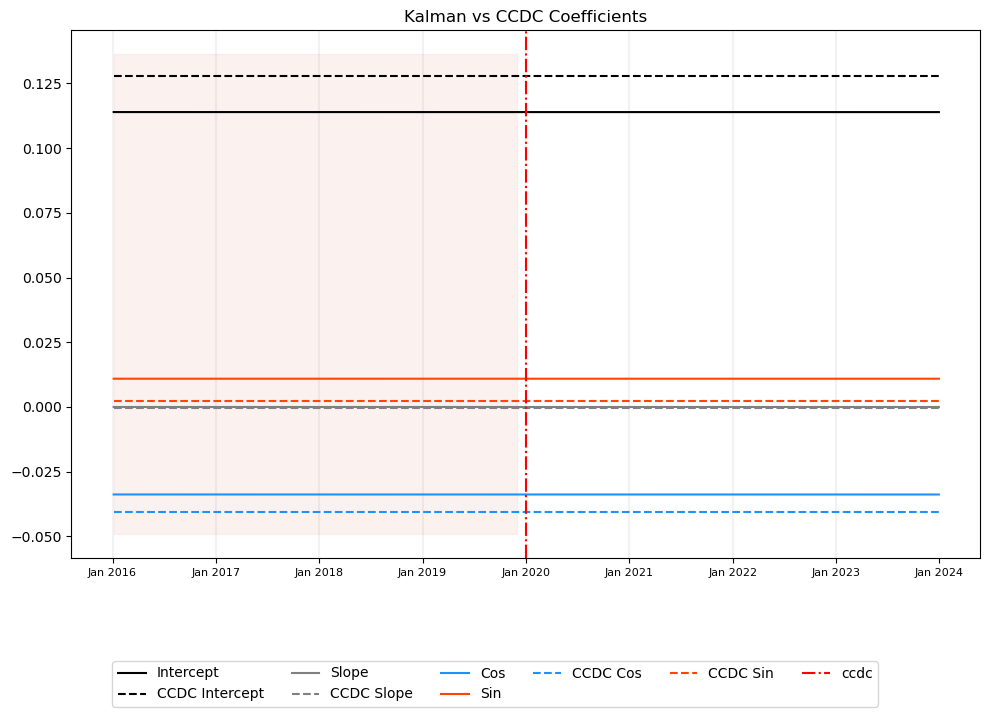 Kalman vs CCDC Coefficients
0.125
0.100
0.075
0.050
0.025
0.000
−0.025
−0.050
Jan 2016 Jan 2017 Jan 2018 Jan 2019 Jan 2020 Jan 2021 Jan 2022 Jan 2023 Jan 2024
Intercept Slope Cos CCDC Cos CCDC Sin ccdc
CCDC Intercept CCDC Slope Sin